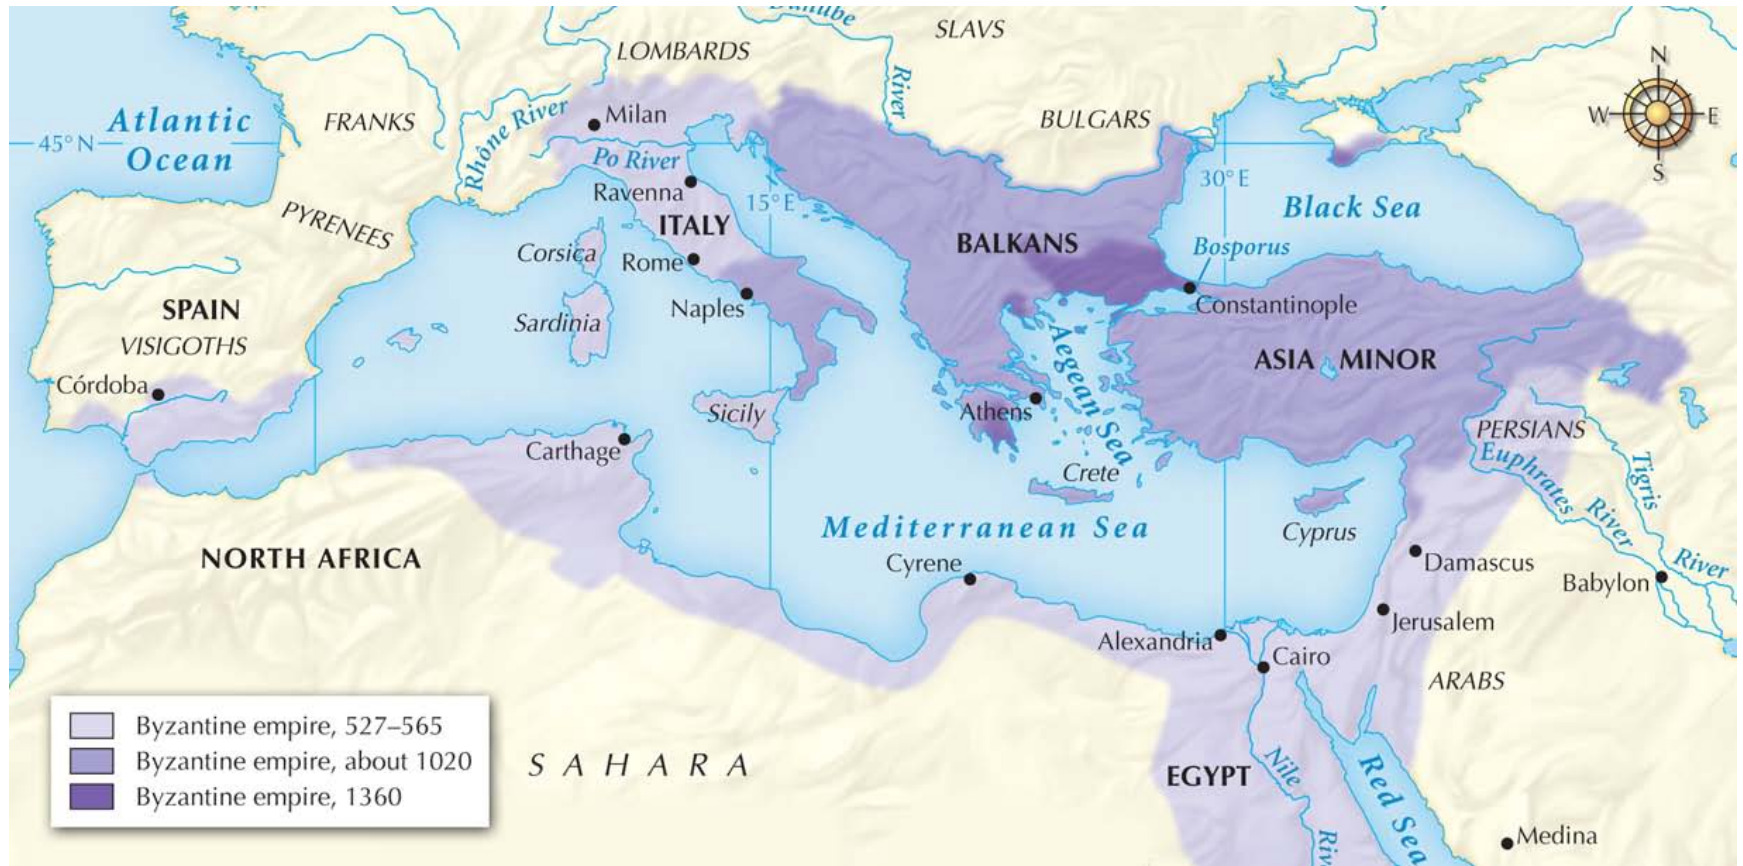 Danube
River
SLAVS
LOMBARDS
N
W
E
S
Atlantic
Ocean
45°N
FRANKS
Rhône River
Milan
BULGARS
Po River
Ravenna
15°E
30°E
Black Sea
PYRENEES
ITALY
BALKANS
Bosporus
Corsica
Rome
SPAIN
VISIGOTHS
Sardinia
Naples
Constantinople
Aegean Sea
ASIA MINOR
Córdoba
Sicily
Athens
Carthage
PERSIANS
Euphrates
River
Tigris
River
Crete
Mediterranean Sea
Cyprus
NORTH AFRICA
Cyrene
Damascus
Babylon
Alexandria
Jerusalem
Cairo
ARABS
Byzantine empire, 527–565
Byzantine empire, about 1020
Byzantine empire, 1360
SAHARA
EGYPT
Nile
Riv
Red Sea
Medina